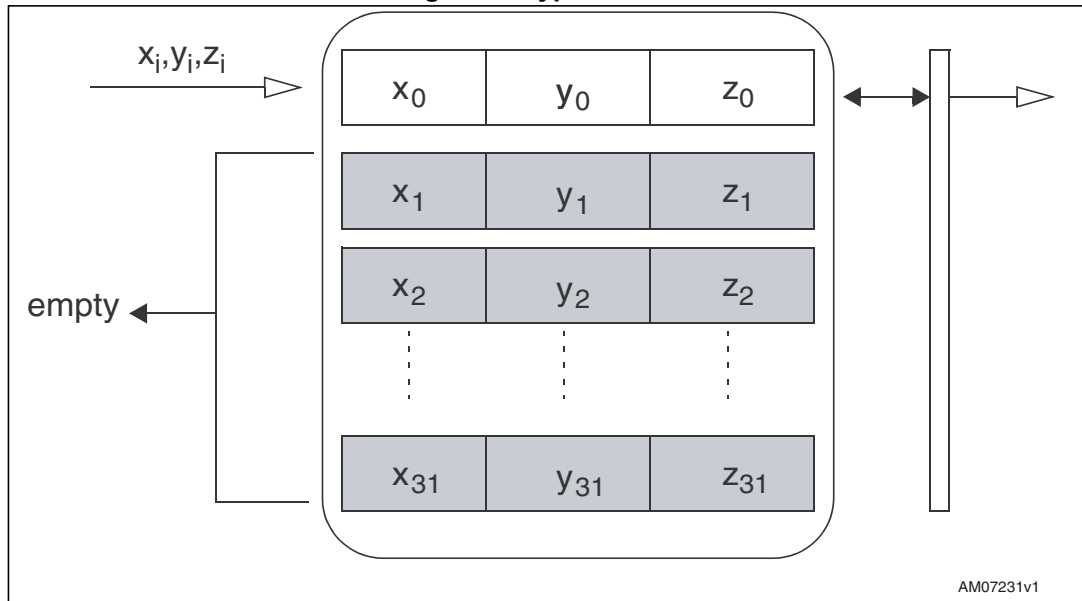 xᵢ,yᵢ,zᵢ
x₀ y₀ z₀
x₁ y₁ z₁
x₂ y₂ z₂
empty
x₃₁ y₃₁ z₃₁
AM07231v1